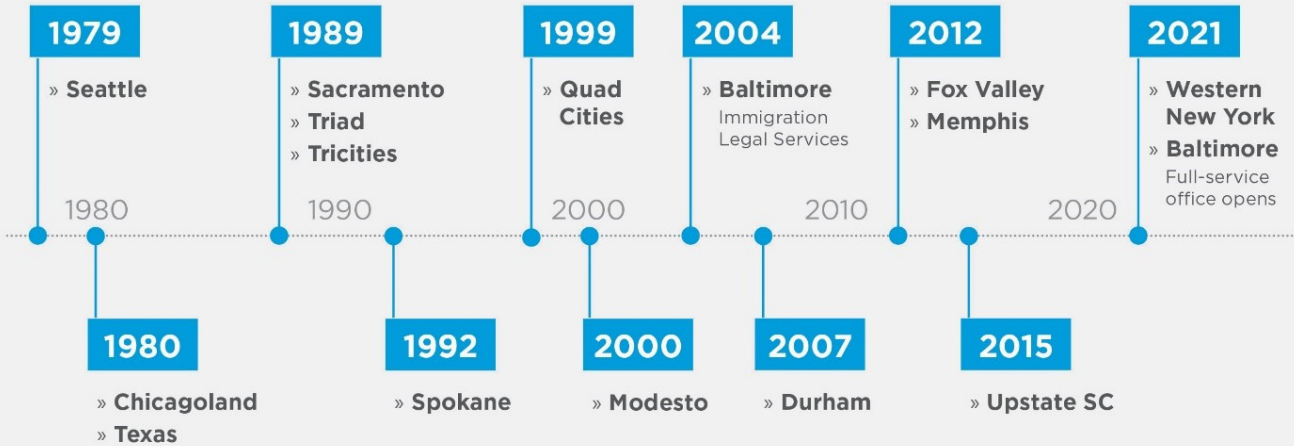 1979
» Seattle
1989
» Sacramento
» Triad
» Tricities
1999
» Quad
Cities
2004
» Baltimore
Immigration
Legal Services
2012
» Fox Valley
» Memphis
2021
» Western
New York
» Baltimore
Full-service
office opens
1980
1990
2000
2010
2020
1980
» Chicagoland
» Texas
1992
» Spokane
2000
» Modesto
2007
» Durham
2015
» Upstate SC